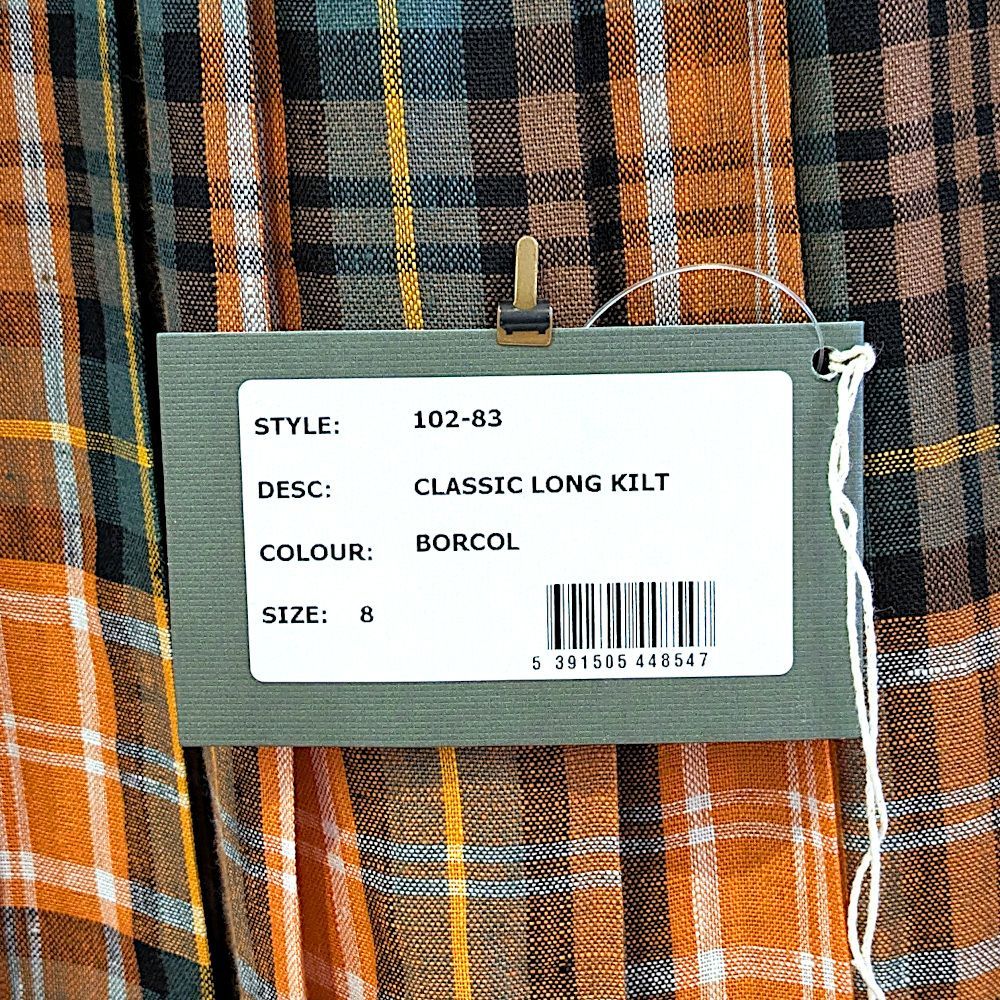 STYLE: 102-83
DESC: CLASSIC LONG KILT
COLOUR: BORCOL
SIZE: 8
5 391505 448547